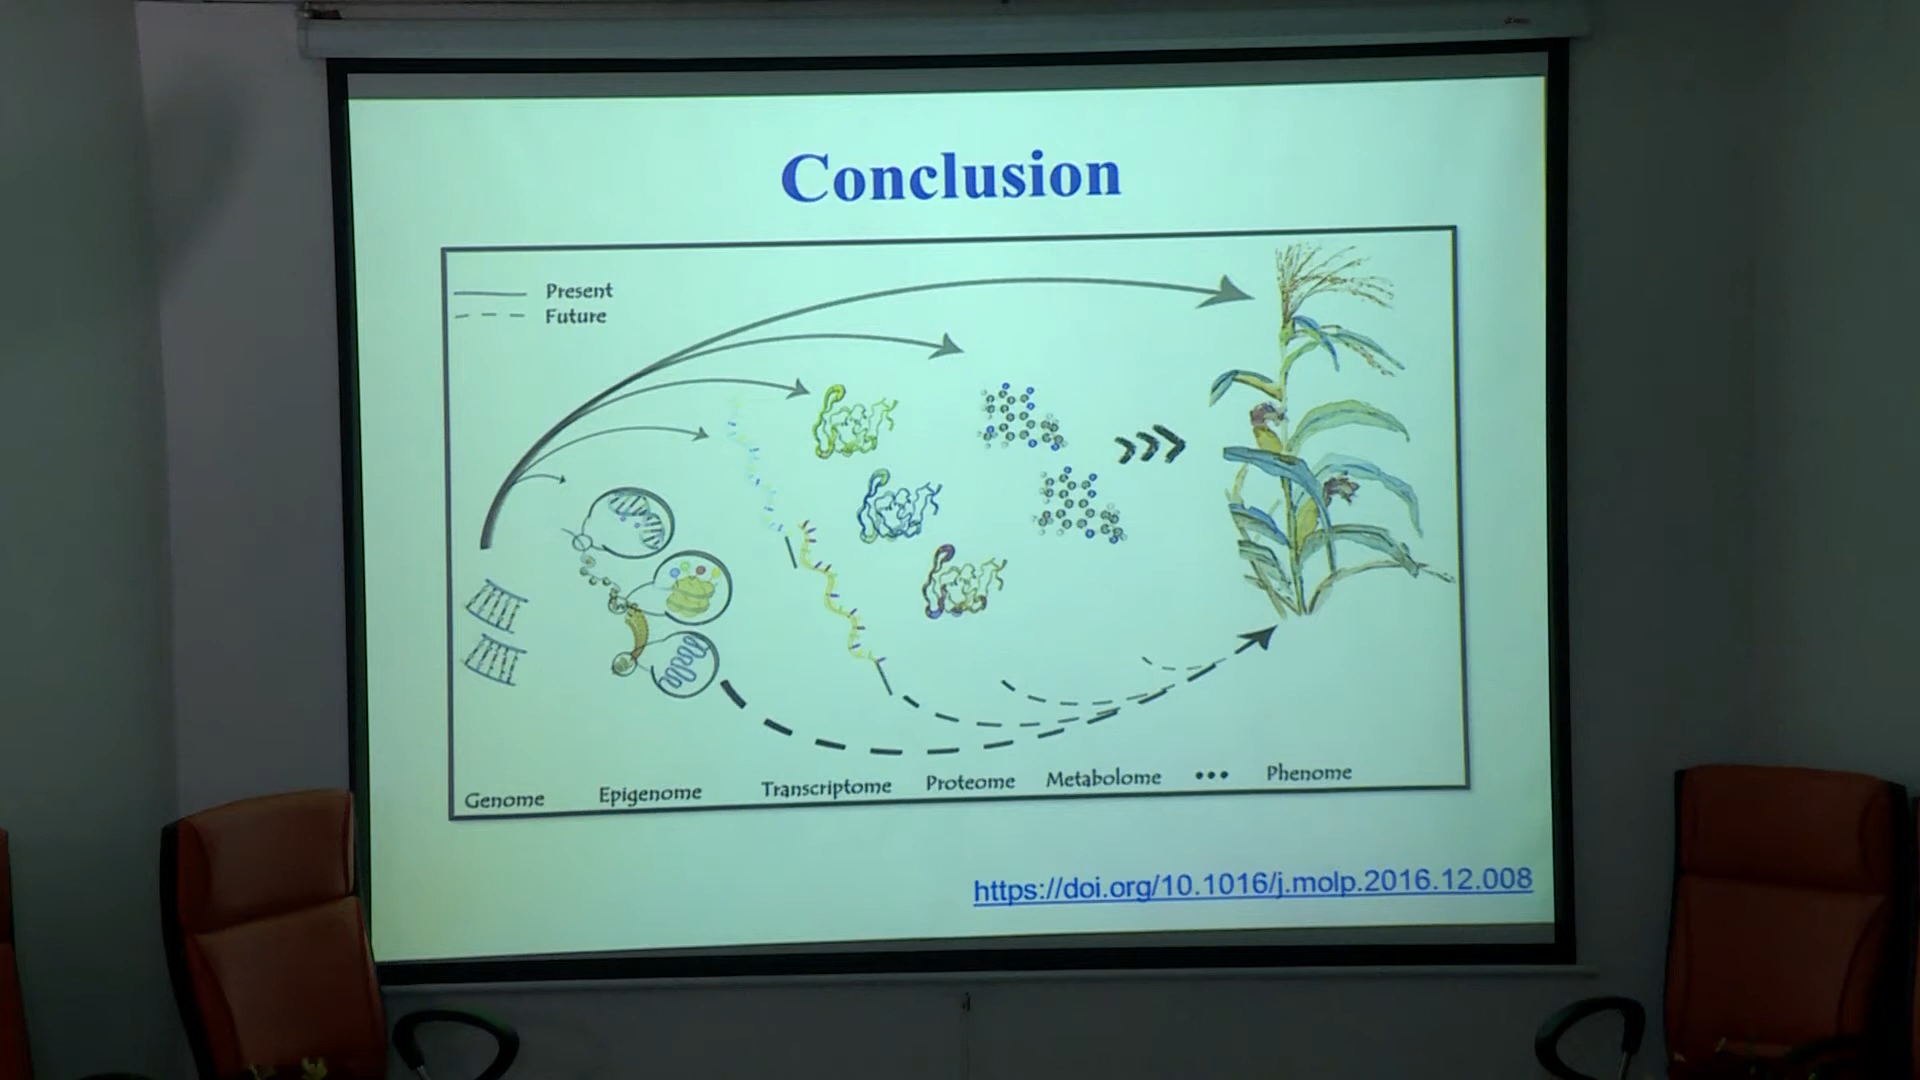 Conclusion
Present
Future
Genome Epigenome Transcriptome Proteome Metabolome ••• Phenome
https://doi.org/10.1016/j.molp.2016.12.008